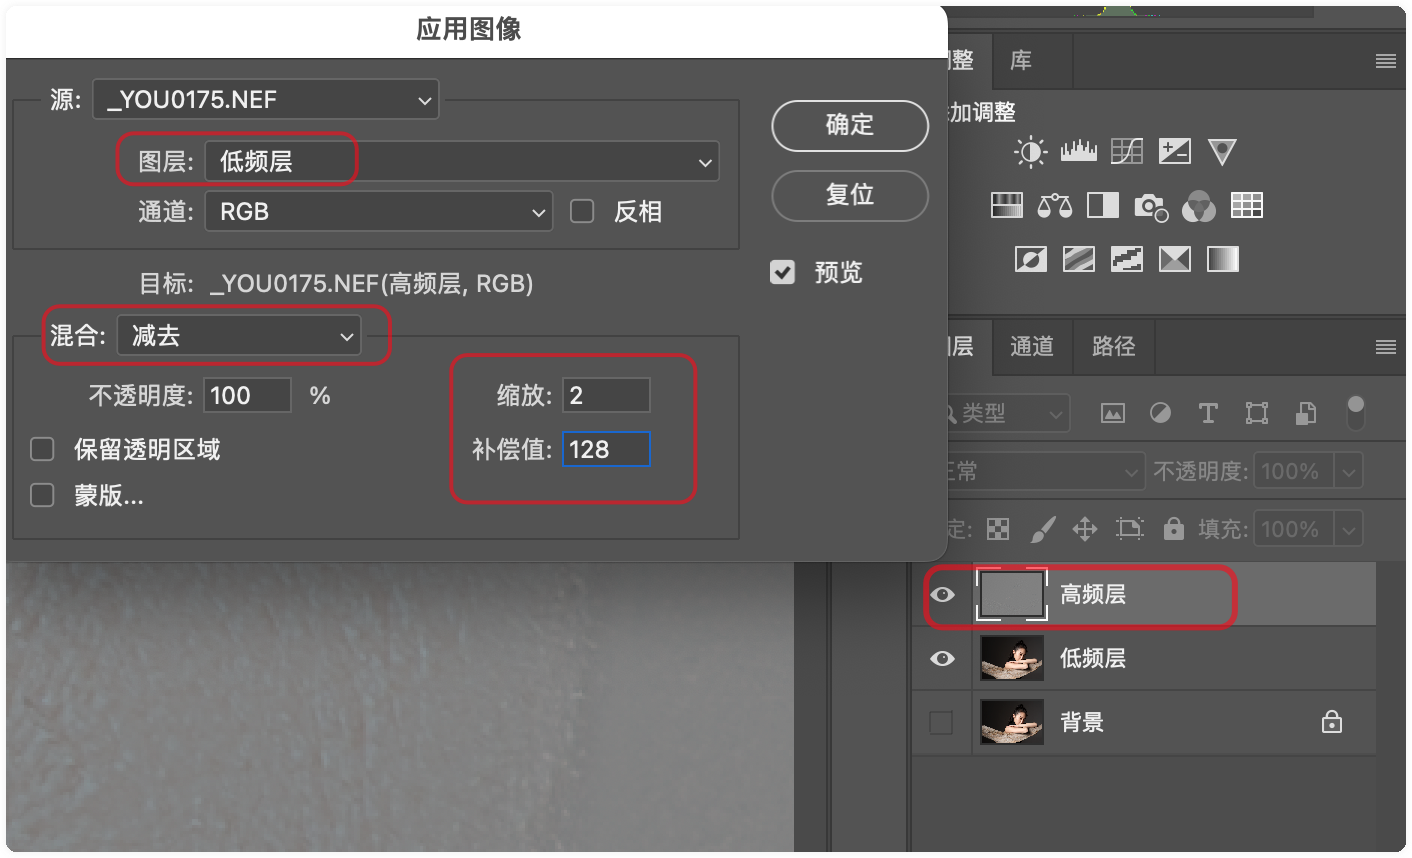 应用图像
源: _YOU0175.NEF
图层: 低频层
通道: RGB 反相
目标: _YOU0175.NEF(高频层, RGB)
混合: 减去
不透明度: 100 %
缩放: 2
补偿值: 128
保留透明区域
蒙版...
确定
复位
预览
整 库
加调整
层 通道 路径
类型
常 不透明度: 100%
定: 填充: 100%
高频层
低频层
背景